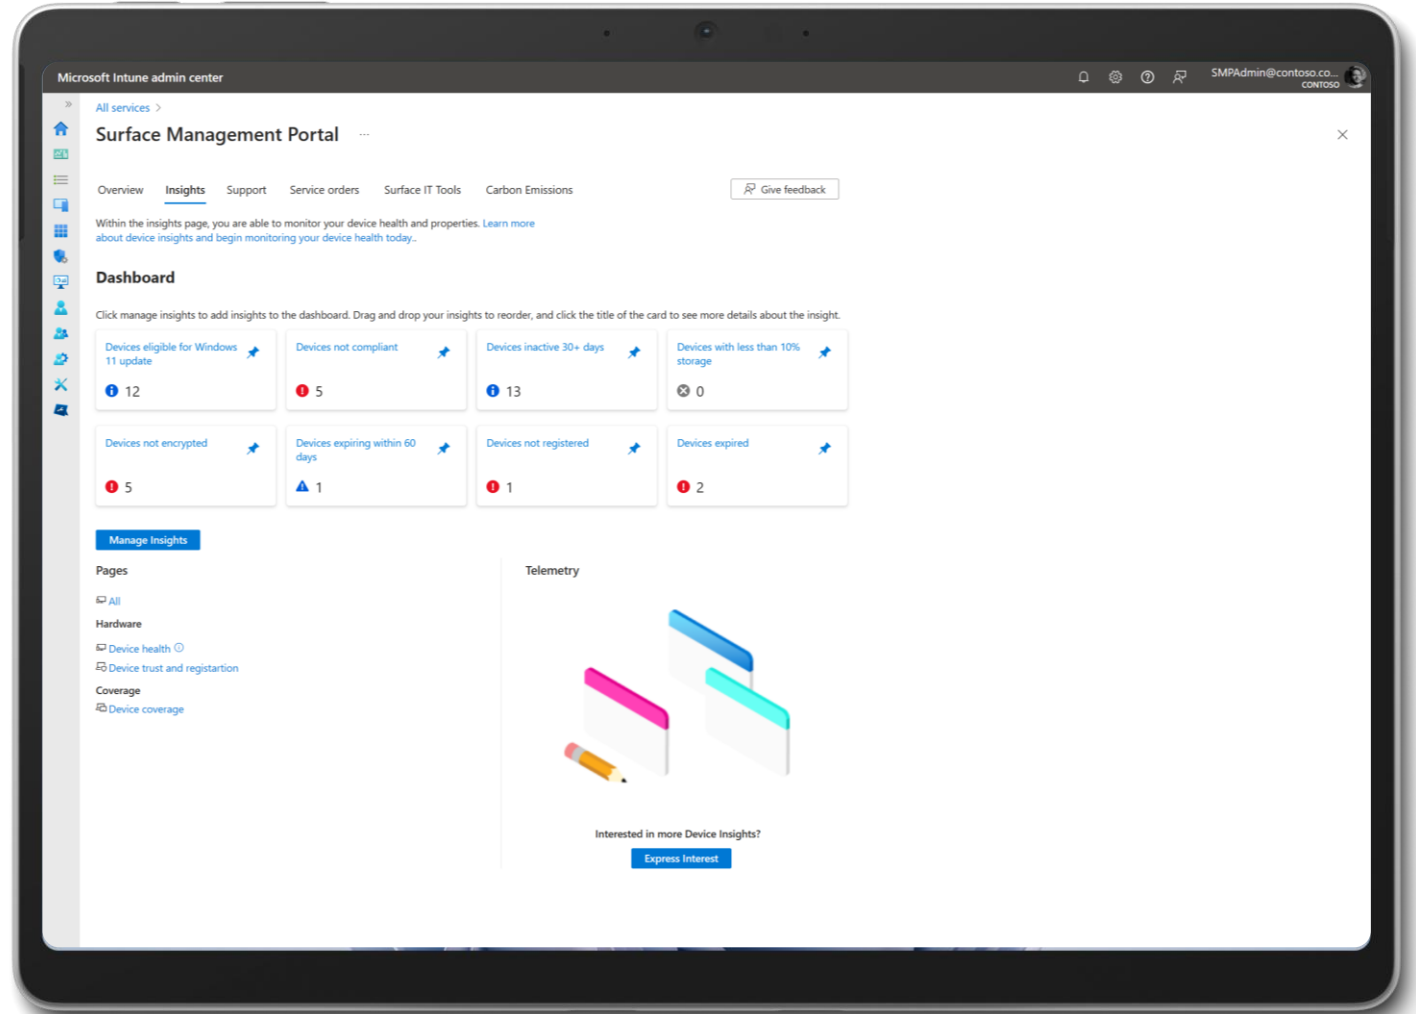 Microsoft Intune admin center
SMPAdmin@contoso.co...
CONTOSO
All services >
Surface Management Portal ...
Overview Insights Support Service orders Surface IT Tools Carbon Emissions
Give feedback
Within the insights page, you are able to monitor your device health and properties. Learn more
about device insights and begin monitoring your device health today..
Dashboard
Click manage insights to add insights to the dashboard. Drag and drop your insights to reorder, and click the title of the card to see more details about the insight.
Devices eligible for Windows
11 update
12
Devices not compliant
5
Devices inactive 30+ days
13
Devices with less than 10%
storage
0
Devices not encrypted
5
Devices expiring within 60
days
1
Devices not registered
1
Devices expired
2
Manage Insights
Pages
All
Hardware
Device health
Device trust and registartion
Coverage
Device coverage
Telemetry
Interested in more Device Insights?
Express Interest